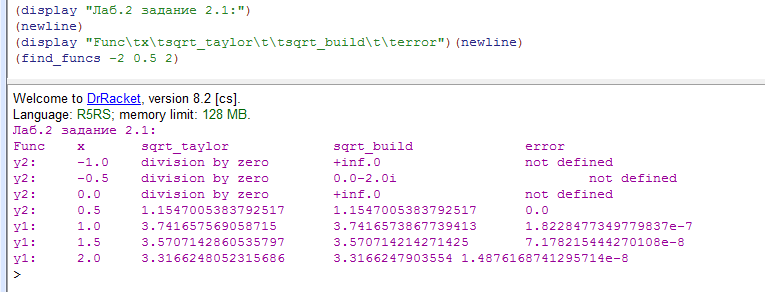 (display "Лаб.2 задание 2.1:")
(newline)
(display "Func\tx\tsqrt_taylor\t\tsqrt_build\t\terror")(newline)
(find_funcs -2 0.5 2)
Welcome to DrRacket, version 8.2 [cs].
Language: R5RS; memory limit: 128 MB.
Лаб.2 задание 2.1:
Func x sqrt_taylor sqrt_build error
y2: -1.0 division by zero +inf.0 not defined
y2: -0.5 division by zero 0.0-2.0i not defined
y2: 0.0 division by zero +inf.0 not defined
y2: 0.5 1.1547005383792517 1.1547005383792517 0.0
y1: 1.0 3.741657569058715 3.7416573867739413 1.8228477349779837e-7
y1: 1.5 3.5707142860535797 3.570714214271425 7.178215444270108e-8
y1: 2.0 3.3166248052315686 3.3166247903554 1.4876168741295714e-8
>